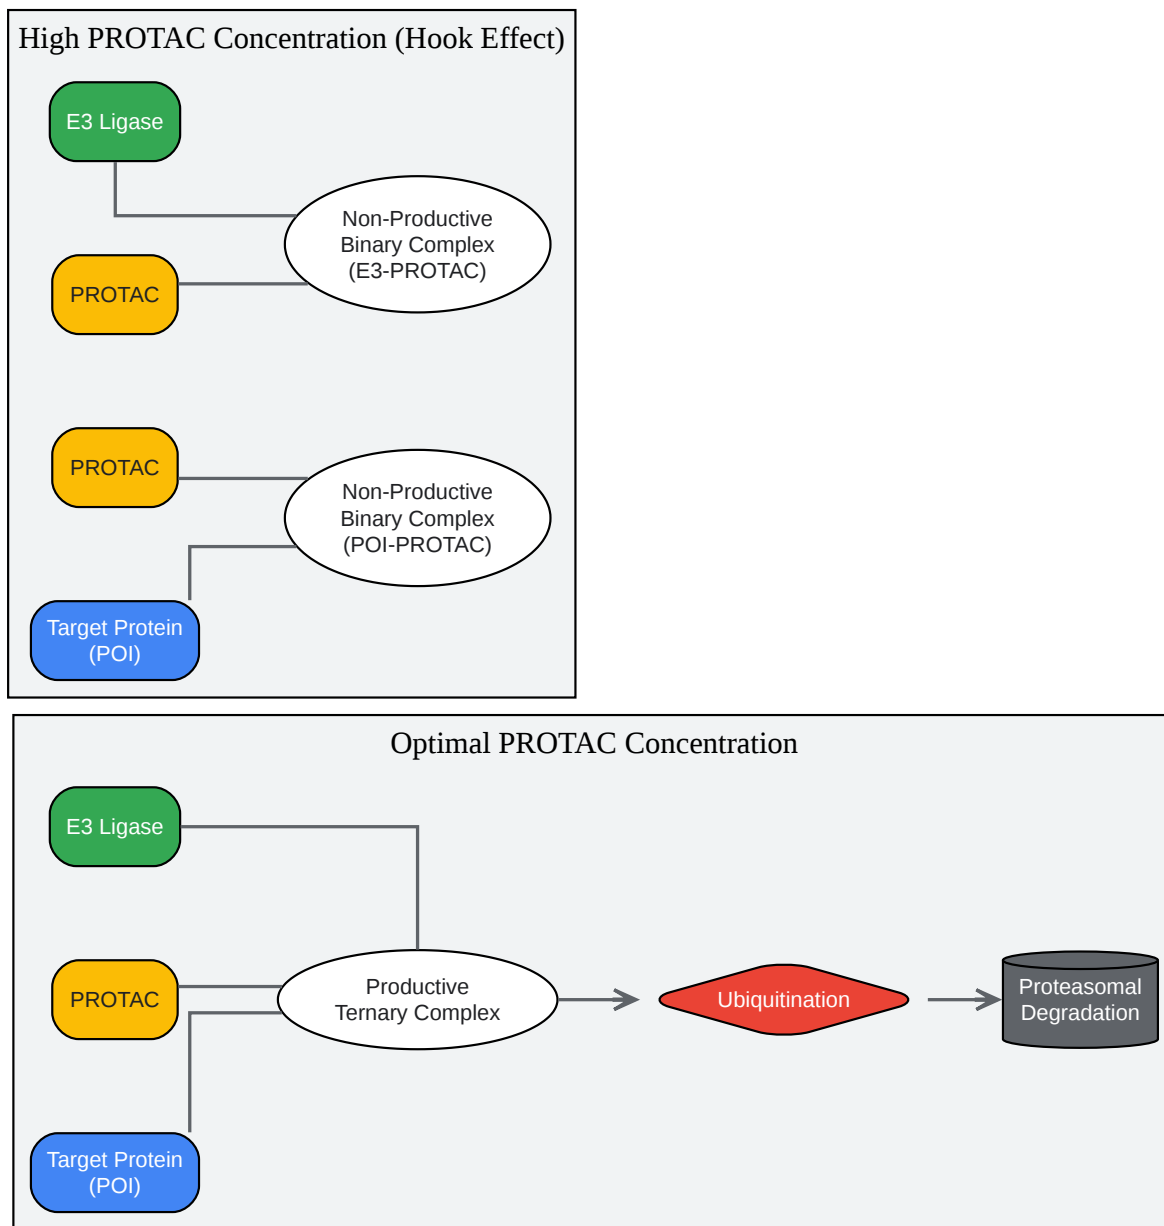 High PROTAC Concentration (Hook Effect)
E3 Ligase
Non-Productive
Binary Complex
(E3-PROTAC)
PROTAC
PROTAC
Non-Productive
Binary Complex
(POI-PROTAC)
Target Protein
(POI)
Optimal PROTAC Concentration
E3 Ligase
PROTAC
Productive
Ternary Complex
Ubiquitination
Proteasomal
Degradation
Target Protein
(POI)